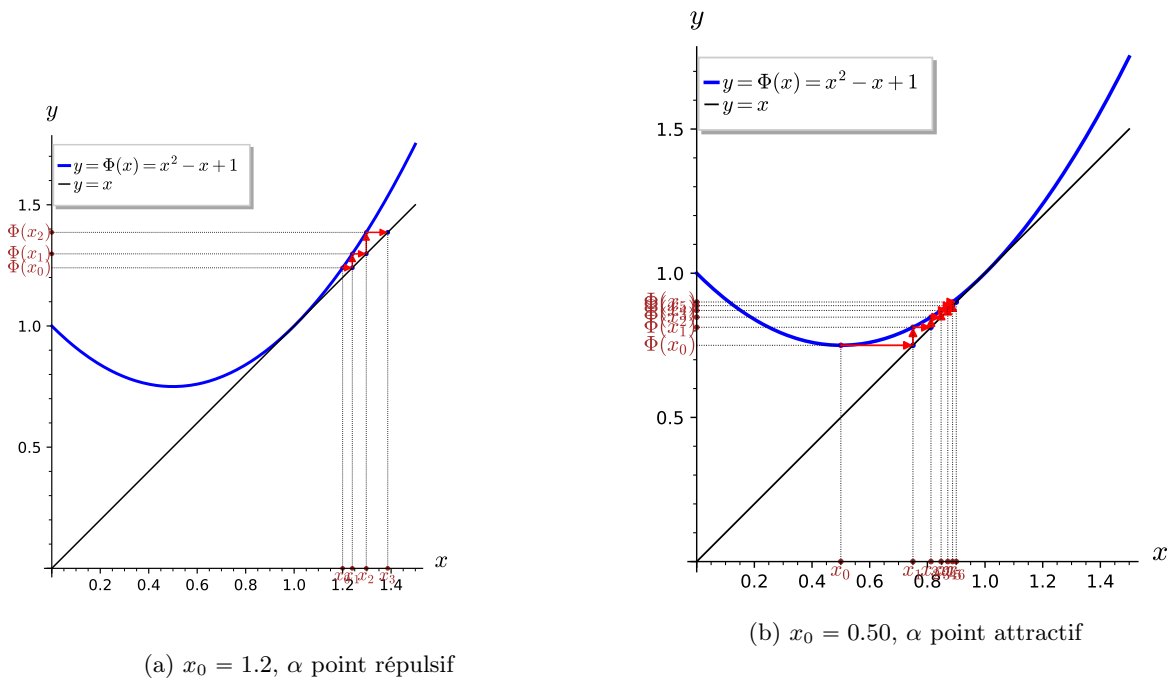 y
y = Φ(x) = x² − x + 1
y = x
1.5
Φ(x₂)
Φ(x₁)
Φ(x₀)
1.0
0.5
x
0.2 0.4 0.6 0.8 1.0 1.2 1.4
x₀ x₁ x₂ x₃
(a) x₀ = 1.2, α point répulsif
y
y = Φ(x) = x² − x + 1
y = x
1.5
1.0
Φ(x₁)
Φ(x₀)
0.5
x
x₀ x₁
0.2 0.4 0.6 0.8 1.0 1.2 1.4
(b) x₀ = 0.50, α point attractif